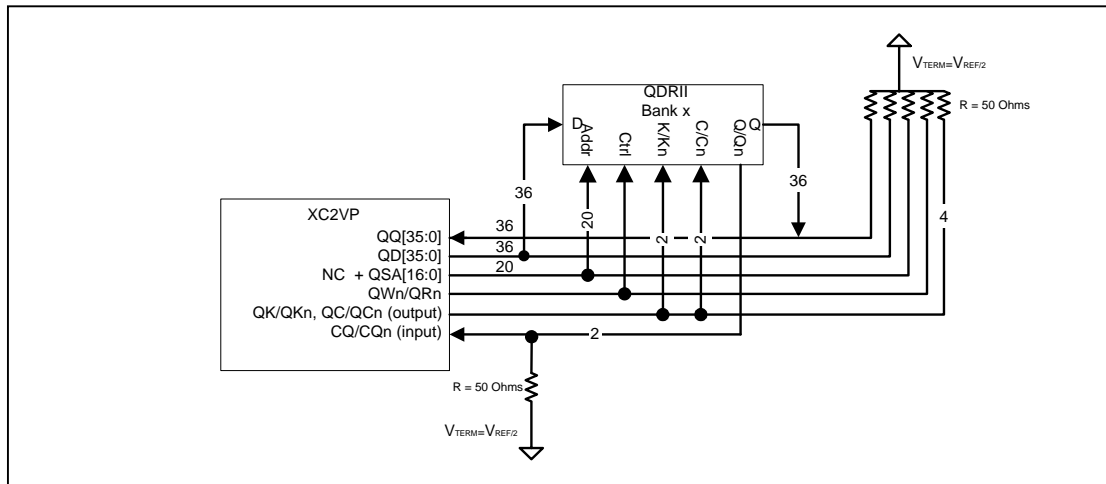 VTERM=VREF/2
R = 50 Ohms
QDRII
Bank x
D
Addr
Ctrl
K/Kn
C/Cn
Q/Qn
Q
36
36
20
2
2
4
XC2VP
QQ[35:0]
36
QD[35:0]
36
NC + QSA[16:0]
20
QWn/QRn
QK/QKn, QC/QCn (output)
CQ/CQn (input)
2
R = 50 Ohms
VTERM=VREF/2